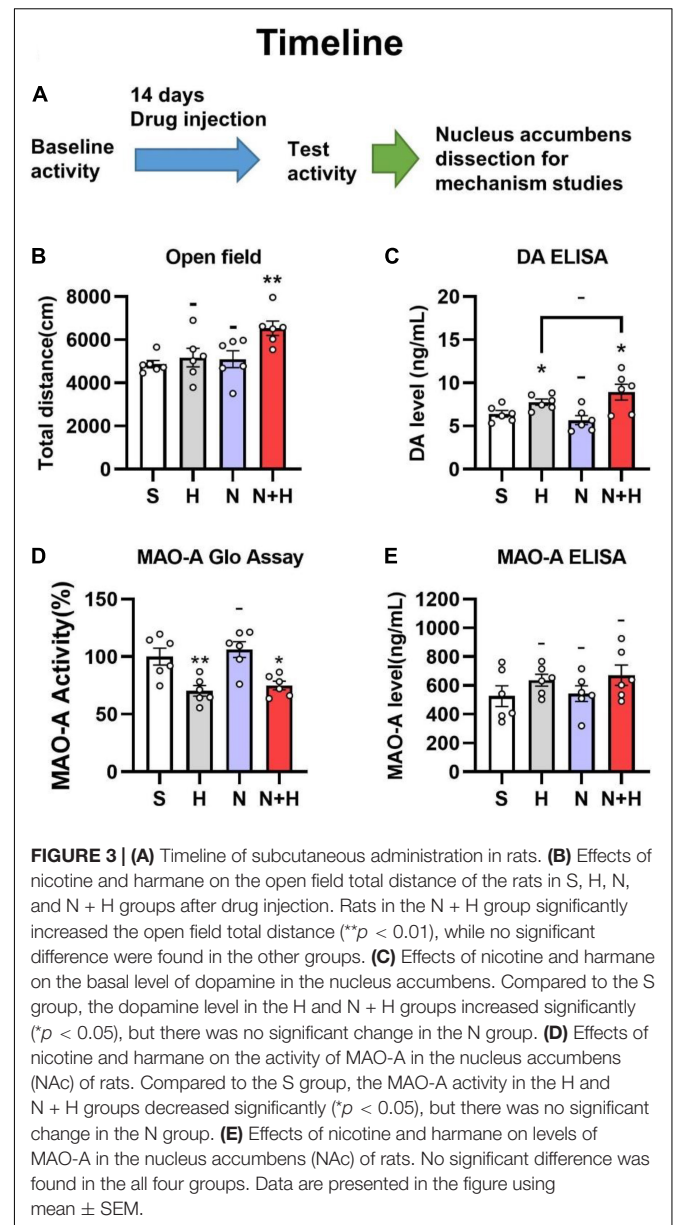 Timeline
A
14 days
Drug injection
Baseline
activity
Test
activity
Nucleus accumbens
dissection for
mechanism studies
B
Open field
Total distance(cm)
8000
6000
4000
2000
0
-
-
**
S H N N+H
C
DA ELISA
DA level (ng/mL)
20
15
10
5
0
-
*
-
*
S H N N+H
D
MAO-A Glo Assay
MAO-A Activity(%)
150
100
50
0
**
-
*
S H N N+H
E
MAO-A ELISA
MAO-A level(ng/mL)
1200
1000
800
600
400
200
0
-
-
-
S H N N+H
FIGURE 3 | (A) Timeline of subcutaneous administration in rats. (B) Effects of
nicotine and harmane on the open field total distance of the rats in S, H, N,
and N + H groups after drug injection. Rats in the N + H group significantly
increased the open field total distance (**p < 0.01), while no significant
difference were found in the other groups. (C) Effects of nicotine and harmane
on the basal level of dopamine in the nucleus accumbens. Compared to the S
group, the dopamine level in the H and N + H groups increased significantly
(*p < 0.05), but there was no significant change in the N group. (D) Effects of
nicotine and harmane on the activity of MAO-A in the nucleus accumbens
(NAc) of rats. Compared to the S group, the MAO-A activity in the H and
N + H groups decreased significantly (*p < 0.05), but there was no significant
change in the N group. (E) Effects of nicotine and harmane on levels of
MAO-A in the nucleus accumbens (NAc) of rats. No significant difference was
found in the all four groups. Data are presented in the figure using
mean ± SEM.